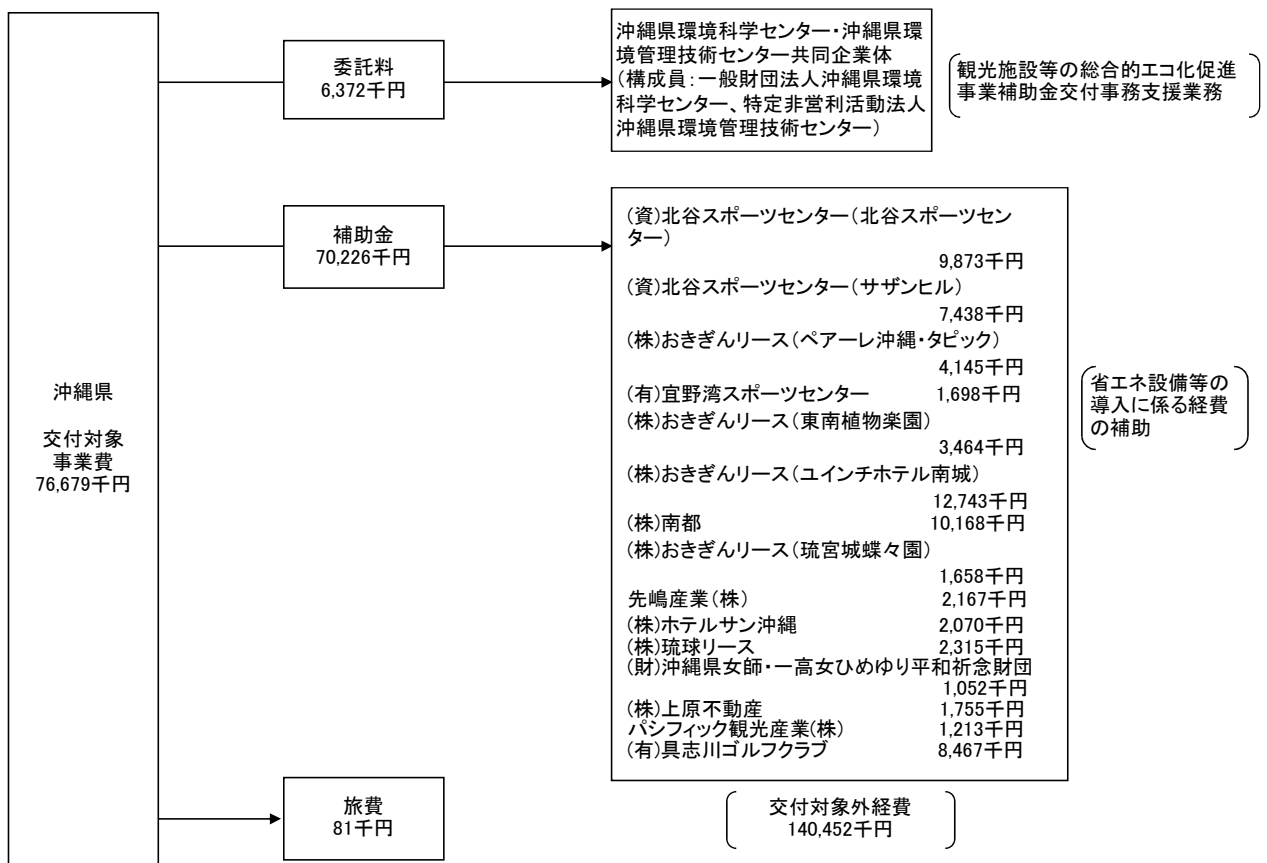 沖縄県
交付対象
事業費
76,679千円
委託料
6,372千円
沖縄県環境科学センター・沖縄県環
境管理技術センター共同企業体
(構成員：一般財団法人沖縄県環境
科学センター、特定非営利活動法人
沖縄県環境管理技術センター)
観光施設等の総合的エコ化促進
事業補助金交付事務支援業務
補助金
70,226千円
(資)北谷スポーツセンター(北谷スポーツセン
ター)
9,873千円
(資)北谷スポーツセンター(サザンヒル)
7,438千円
(株)おきぎんリース(ペアーレ沖縄・タピック)
4,145千円
(有)宜野湾スポーツセンター 1,698千円
(株)おきぎんリース(東南植物楽園)
3,464千円
(株)おきぎんリース(ユインチホテル南城)
12,743千円
(株)南都 10,168千円
(株)おきぎんリース(琉宮城蝶々園)
1,658千円
先嶋産業(株) 2,167千円
(株)ホテルサン沖縄 2,070千円
(株)琉球リース 2,315千円
(財)沖縄県女師・一高女ひめゆり平和祈念財団
1,052千円
(株)上原不動産 1,755千円
パシフィック観光産業(株) 1,213千円
(有)具志川ゴルフクラブ 8,467千円
省エネ設備等の
導入に係る経費
の補助
旅費
81千円
交付対象外経費
140,452千円